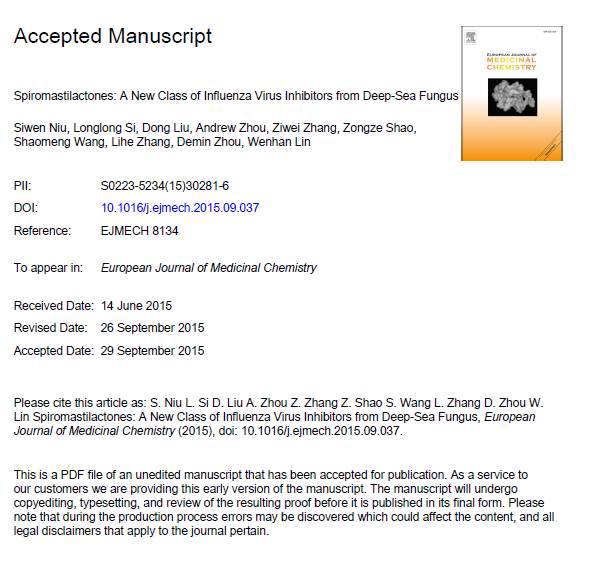 Accepted Manuscript
EUROPEAN JOURNAL OF
MEDICINAL
CHEMISTRY
Spiromastilactones: A New Class of Influenza Virus Inhibitors from Deep-Sea Fungus
Siwen Niu, Longlong Si, Dong Liu, Andrew Zhou, Ziwei Zhang, Zongze Shao,
Shaomeng Wang, Lihe Zhang, Demin Zhou, Wenhan Lin
PII: S0223-5234(15)30281-6
DOI: 10.1016/j.ejmech.2015.09.037
Reference: EJMECH 8134
To appear in: European Journal of Medicinal Chemistry
Received Date: 14 June 2015
Revised Date: 26 September 2015
Accepted Date: 29 September 2015
Please cite this article as: S. Niu L. Si D. Liu A. Zhou Z. Zhang Z. Shao S. Wang L. Zhang D. Zhou W.
Lin Spiromastilactones: A New Class of Influenza Virus Inhibitors from Deep-Sea Fungus, European
Journal of Medicinal Chemistry (2015), doi: 10.1016/j.ejmech.2015.09.037.
This is a PDF file of an unedited manuscript that has been accepted for publication. As a service to
our customers we are providing this early version of the manuscript. The manuscript will undergo
copyediting, typesetting, and review of the resulting proof before it is published in its final form. Please
note that during the production process errors may be discovered which could affect the content, and all
legal disclaimers that apply to the journal pertain.